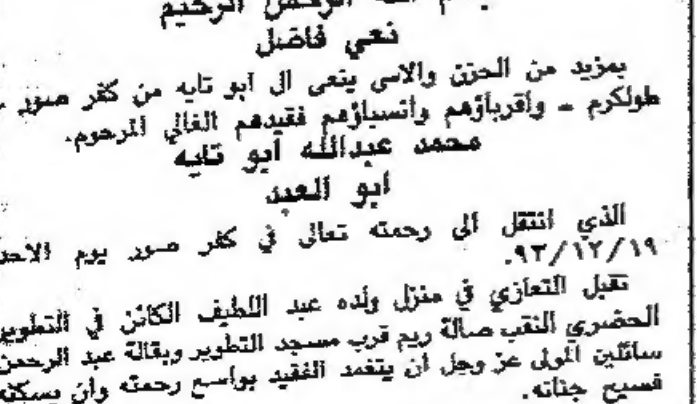 بسم الله الرحمن الرحيم
نعي فاضل
بمزيد من الحزن والاسى ينعى ال ابو تايه من كفر صور -
طولكرم - واقرباؤهم وانسباؤهم فقيدهم الغالي المرحوم.
محمد عبدالله ابو تايه
ابو العبد
الذي انتقل الى رحمته تعالى في كفر صور يوم الاحد
٩٣/١٢/١٩.
تقبل التعازي في منزل ولده عبد اللطيف الكائن في التطوير
الحضري النقب صالة ريم قرب مسجد التطوير وبقالة عبد الرحمن
سائلين المولى عز وجل ان يتغمد الفقيد بواسع رحمته وان يسكنه
فسيح جناته.